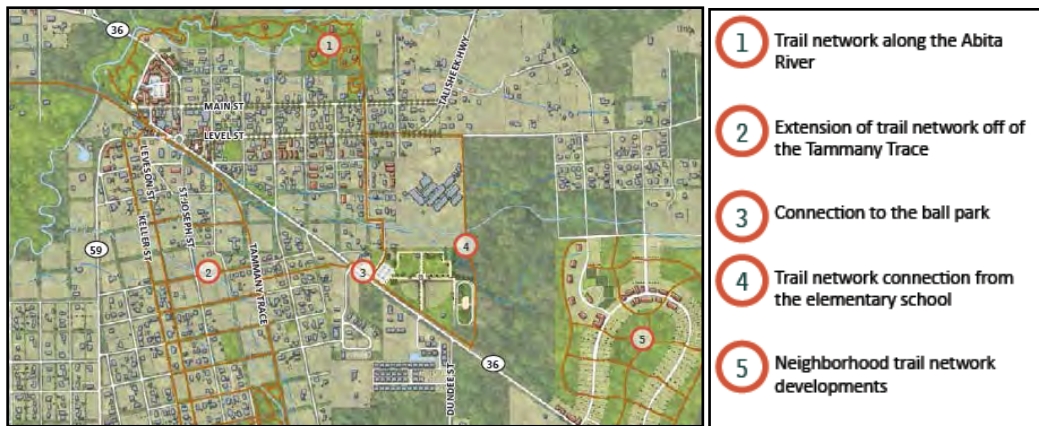 36
1
TALISHEEK HWY
MAIN ST
LEVEL ST
LEVESON ST
KELLER ST
ST JOSEPH ST
TAMMANY TRACE
59
2
3
4
5
36
DUNDEE ST
1 Trail network along the Abita
River
2 Extension of trail network off of
the Tammany Trace
3 Connection to the ball park
4 Trail network connection from
the elementary school
5 Neighborhood trail network
developments